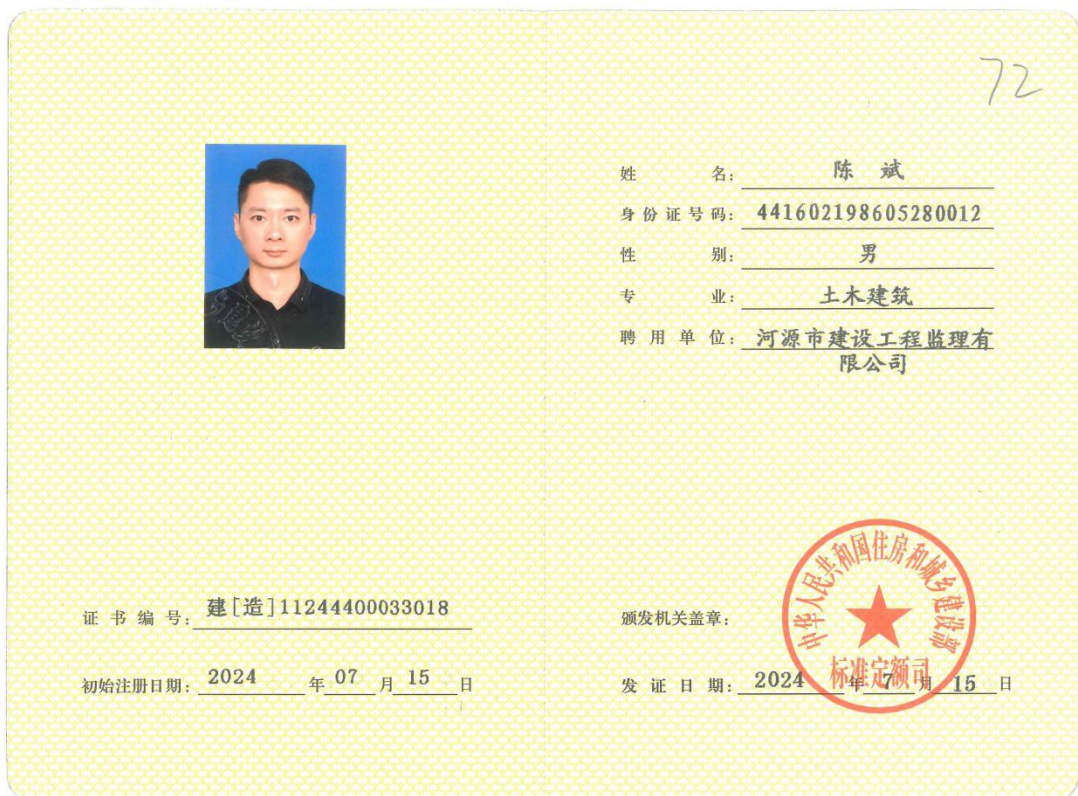 72
姓 名: 陈 斌
身份证号码: 441602198605280012
性 别: 男
专 业: 土木建筑
聘用单位: 河源市建设工程监理有
限公司
证书编号: 建[造]11244400033018
初始注册日期: 2024 年 07 月 15 日
颁发机关盖章:
中华人民共和国住房和城乡建设部
标准定额司
发证日期: 2024 年 7 月 15 日